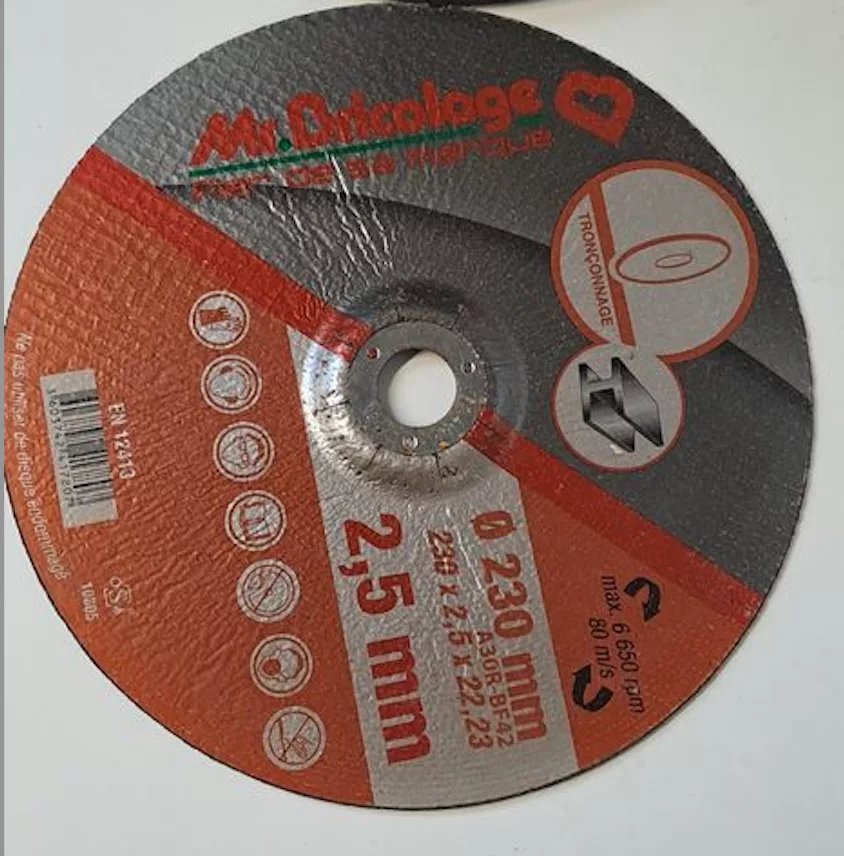 Mr.Bricolage
TRONÇONNAGE
Ø 230 mm
A30R-BF42
230 x 2,5 x 22,23
2,5 mm
max. 6 650 rpm
80 m/s
EN 12413
Ne pas utiliser de disque endommagé
oSa